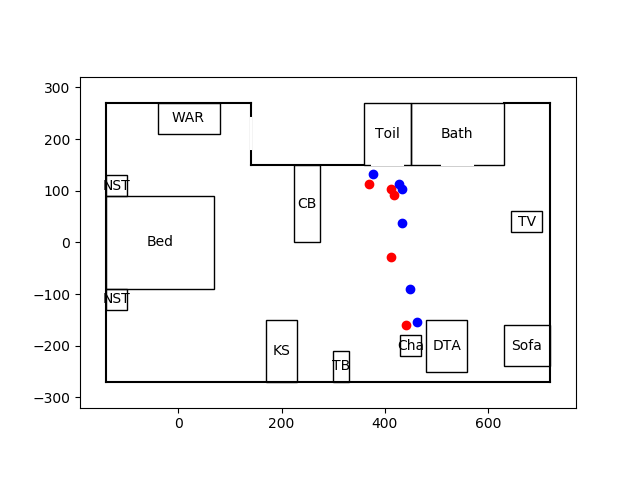 300
200
100
0
−100
−200
−300
0
200
400
600
WAR
Toil
Bath
NST
CB
TV
Bed
NST
KS
TB
Cha
DTA
Sofa